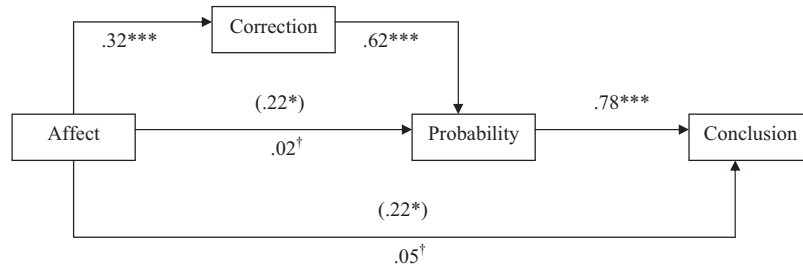 Correction
.32***
.62***
(.22*)
.78***
Affect
Probability
Conclusion
.02†
(.22*)
.05†